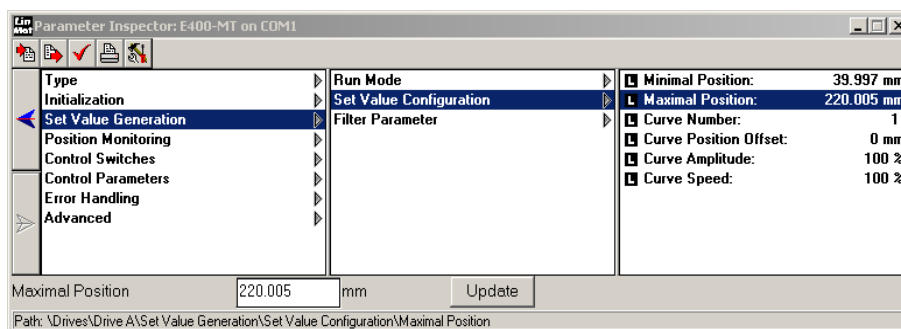 Lin Mot Parameter Inspector: E400-MT on COM1
Type
Initialization
Set Value Generation
Position Monitoring
Control Switches
Control Parameters
Error Handling
Advanced
Run Mode
Set Value Configuration
Filter Parameter
L Minimal Position: 39.997 mm
L Maximal Position: 220.005 mm
L Curve Number: 1
L Curve Position Offset: 0 mm
L Curve Amplitude: 100 %
L Curve Speed: 100 %
Maximal Position 220.005 mm Update
Path: \Drives\Drive A\Set Value Generation\Set Value Configuration\Maximal Position